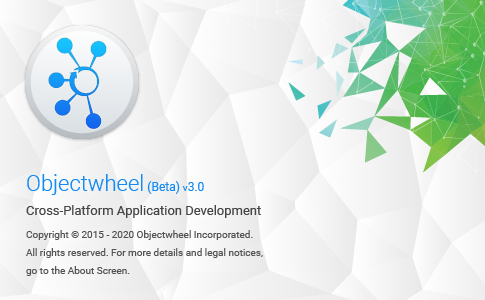 Objectwheel (Beta) v3.0
Cross-Platform Application Development
Copyright © 2015 - 2020 Objectwheel Incorporated.
All rights reserved. For more details and legal notices,
go to the About Screen.